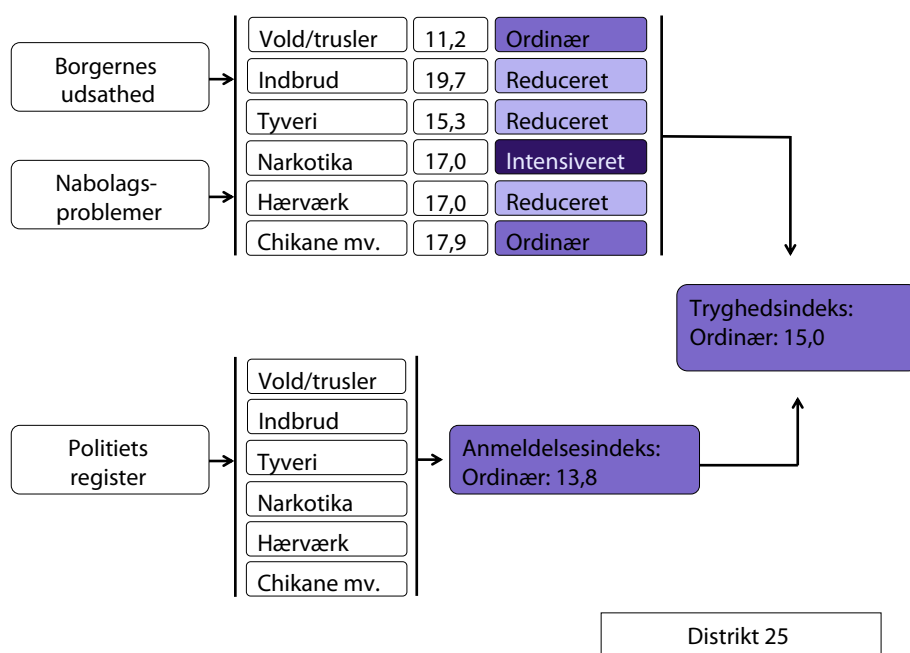 Borgernes
udsathed
Nabolags-
problemer
Vold/trusler 11,2 Ordinær
Indbrud 19,7 Reduceret
Tyveri 15,3 Reduceret
Narkotika 17,0 Intensiveret
Hærværk 17,0 Reduceret
Chikane mv. 17,9 Ordinær
Tryghedsindeks:
Ordinær: 15,0
Politiets
register
Vold/trusler
Indbrud
Tyveri
Narkotika
Hærværk
Chikane mv.
Anmeldelsesindeks:
Ordinær: 13,8
Distrikt 25